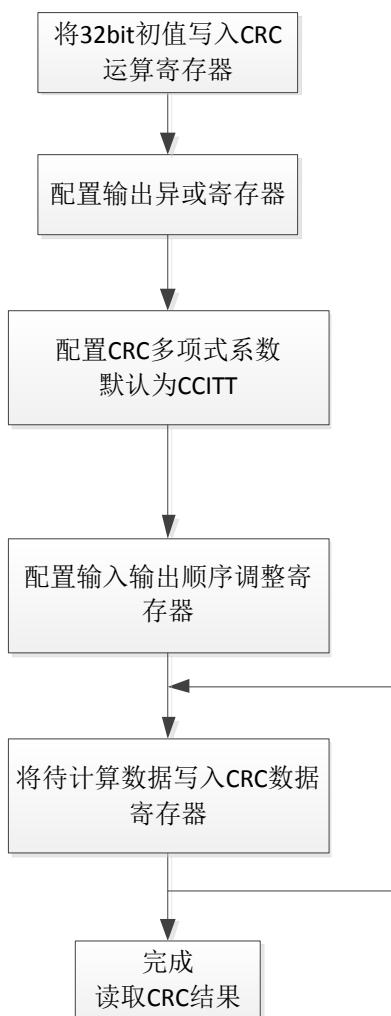 将32bit初值写入CRC
运算寄存器
配置输出异或寄存器
配置CRC多项式系数
默认为CCITT
配置输入输出顺序调整寄
存器
将待计算数据写入CRC数据
寄存器
完成
读取CRC结果